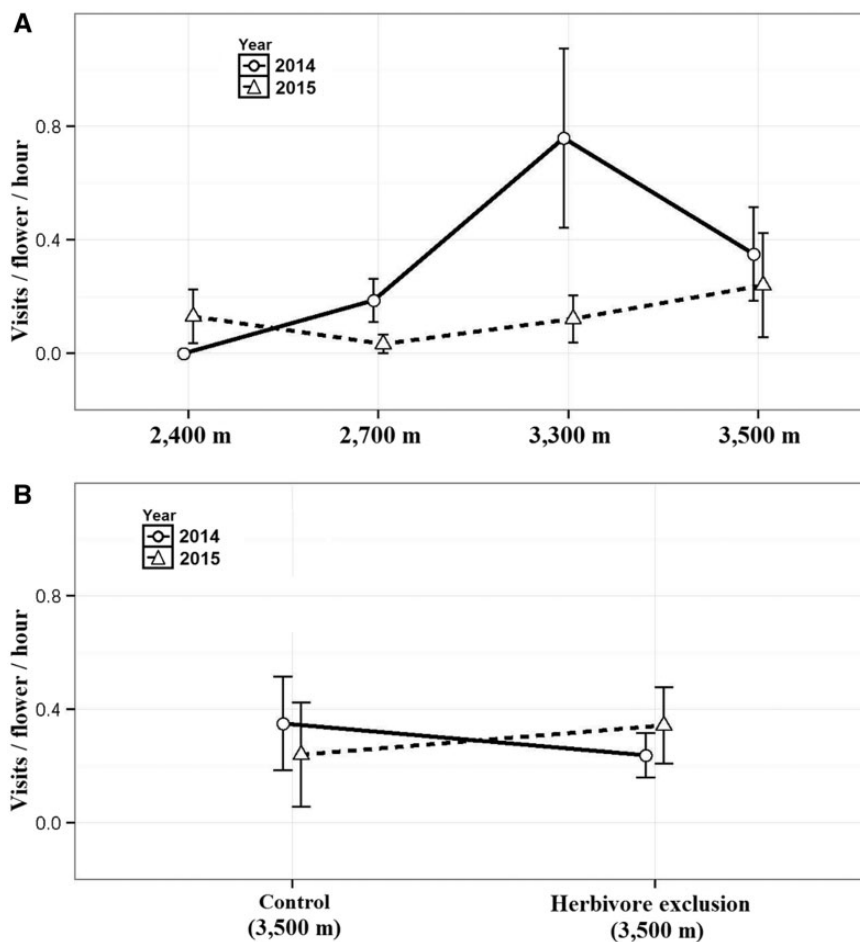 A
Year
2014
2015
Visits / flower / hour
0.8
0.4
0.0
2,400 m 2,700 m 3,300 m 3,500 m
B
Year
2014
2015
Visits / flower / hour
0.8
0.4
0.0
Control Herbivore exclusion
(3,500 m) (3,500 m)